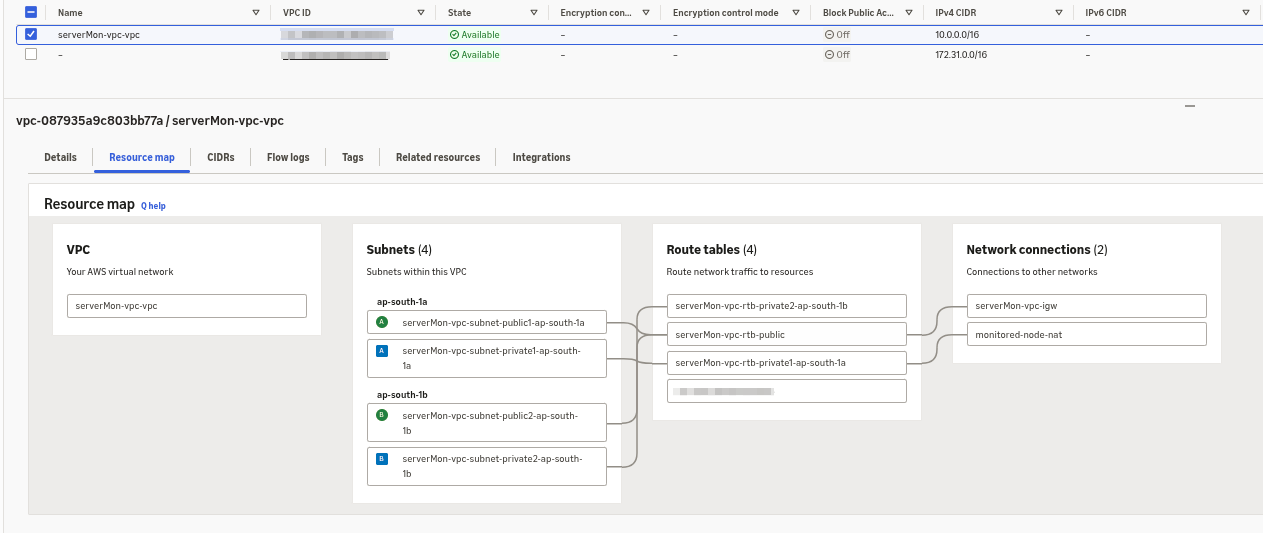 Name VPC ID State Encryption con... Encryption control mode Block Public Ac... IPv4 CIDR IPv6 CIDR
serverMon-vpc-vpc Available – – Off 10.0.0.0/16 –
– Available – – Off 172.31.0.0/16 –
vpc-087935a9c803bb77a / serverMon-vpc-vpc
Details Resource map CIDRs Flow logs Tags Related resources Integrations
Resource map Q help
VPC
Your AWS virtual network
serverMon-vpc-vpc
Subnets (4)
Subnets within this VPC
ap-south-1a
A serverMon-vpc-subnet-public1-ap-south-1a
A serverMon-vpc-subnet-private1-ap-south-
1a
ap-south-1b
B serverMon-vpc-subnet-public2-ap-south-
1b
B serverMon-vpc-subnet-private2-ap-south-
1b
Route tables (4)
Route network traffic to resources
serverMon-vpc-rtb-private2-ap-south-1b
serverMon-vpc-rtb-public
serverMon-vpc-rtb-private1-ap-south-1a
Network connections (2)
Connections to other networks
serverMon-vpc-igw
monitored-node-nat